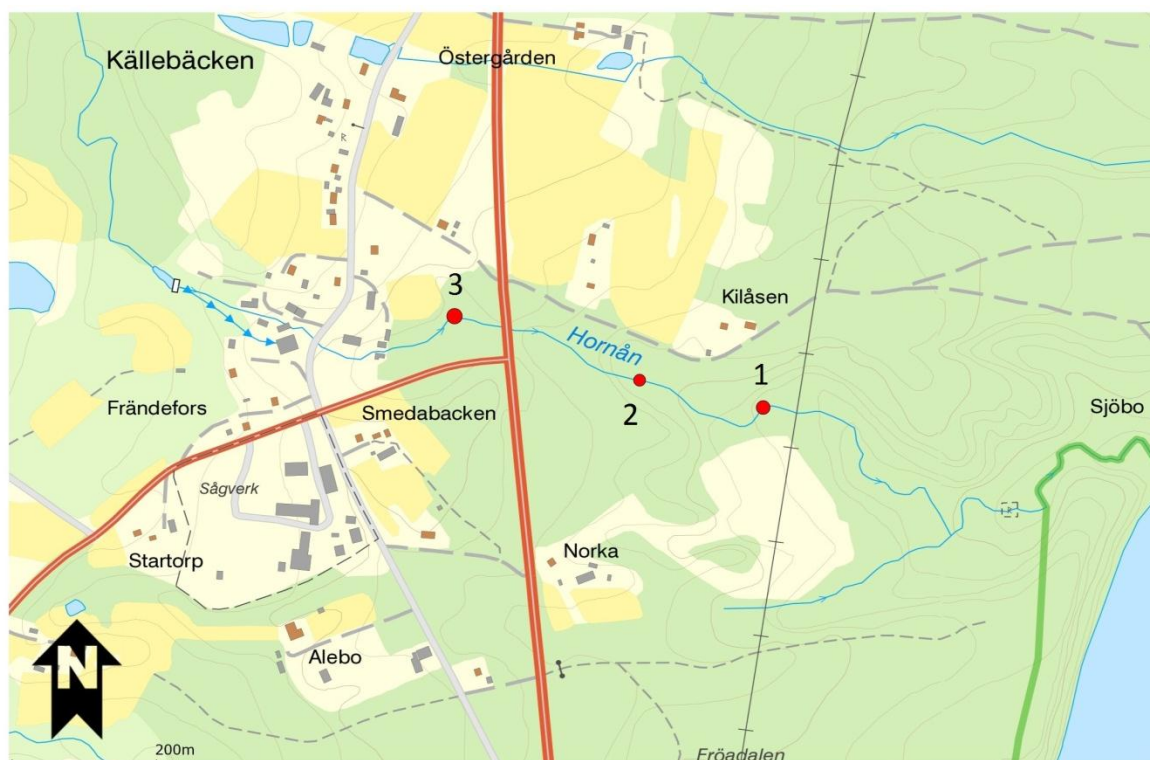 Källebäcken
Östergården
3
Kilåsen
Hornån
1
2
Sjöbo
Frändefors
Smedabacken
Sågverk
Startorp
Norka
N
Alebo
200m
Fröadalen